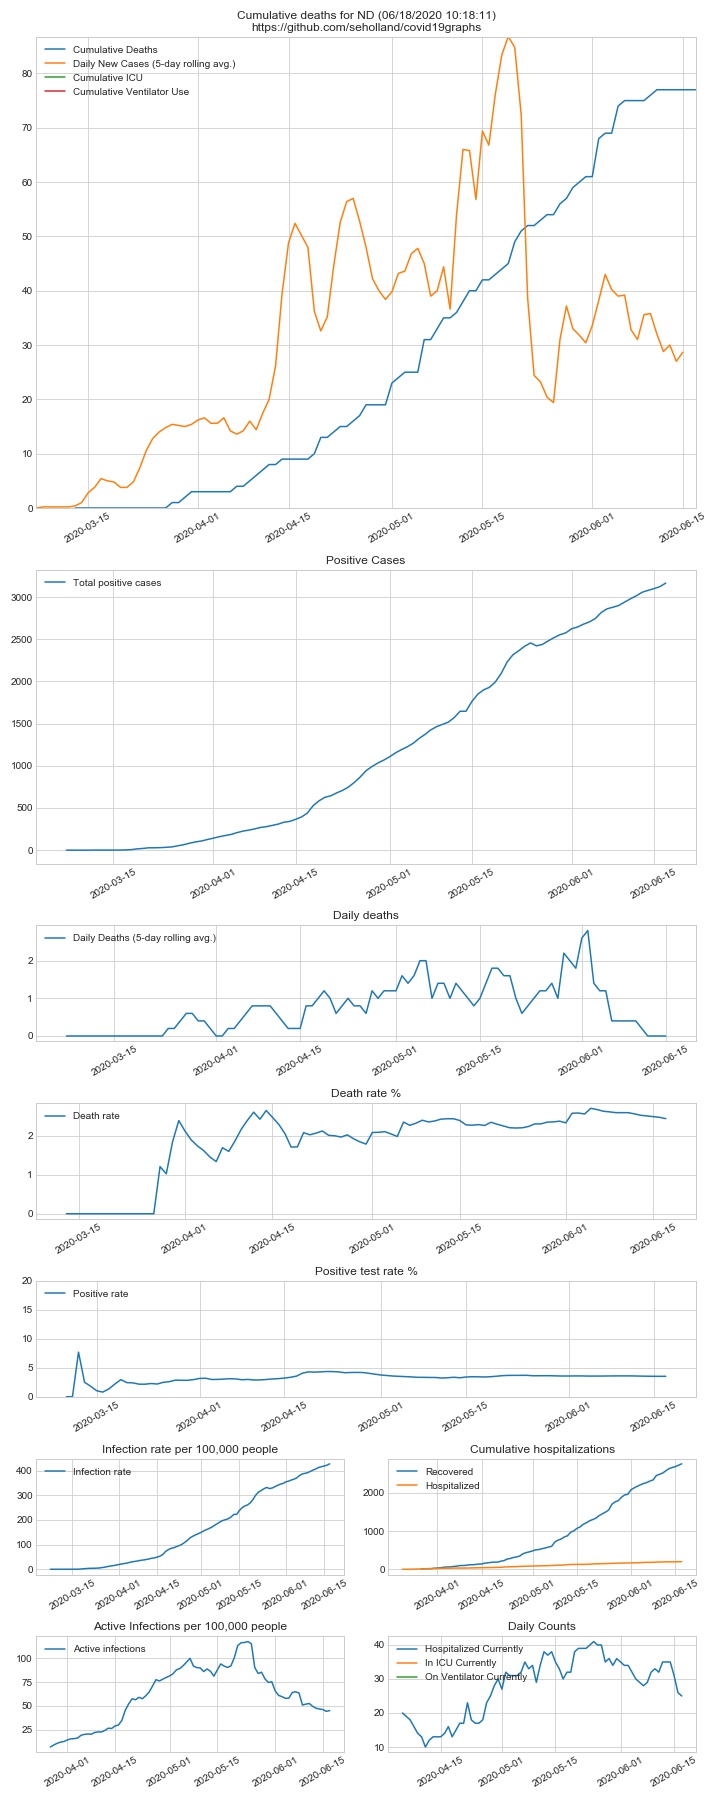 Cumulative deaths for ND (06/18/2020 10:18:11)
https://github.com/seholland/covid19graphs
Cumulative Deaths
Daily New Cases (5-day rolling avg.)
Cumulative ICU
Cumulative Ventilator Use
80
70
60
50
40
30
20
10
0
2020-03-15 2020-04-01 2020-04-15 2020-05-01 2020-05-15 2020-06-01 2020-06-15
Positive Cases
Total positive cases
3000
2500
2000
1500
1000
500
0
2020-03-15 2020-04-01 2020-04-15 2020-05-01 2020-05-15 2020-06-01 2020-06-15
Daily deaths
Daily Deaths (5-day rolling avg.)
2
1
0
2020-03-15 2020-04-01 2020-04-15 2020-05-01 2020-05-15 2020-06-01 2020-06-15
Death rate %
Death rate
2
1
0
2020-03-15 2020-04-01 2020-04-15 2020-05-01 2020-05-15 2020-06-01 2020-06-15
Positive test rate %
Positive rate
20
15
10
5
0
2020-03-15 2020-04-01 2020-04-15 2020-05-01 2020-05-15 2020-06-01 2020-06-15
Infection rate per 100,000 people
Infection rate
400
300
200
100
0
2020-03-15 2020-04-01 2020-04-15 2020-05-01 2020-05-15 2020-06-01 2020-06-15
Cumulative hospitalizations
Recovered
Hospitalized
2000
1000
0
2020-04-01 2020-04-15 2020-05-01 2020-05-15 2020-06-01 2020-06-15
Active Infections per 100,000 people
Active infections
100
75
50
25
2020-04-01 2020-04-15 2020-05-01 2020-05-15 2020-06-01 2020-06-15
Daily Counts
Hospitalized Currently
In ICU Currently
On Ventilator Currently
40
30
20
10
2020-04-15 2020-05-01 2020-05-15 2020-06-01 2020-06-15